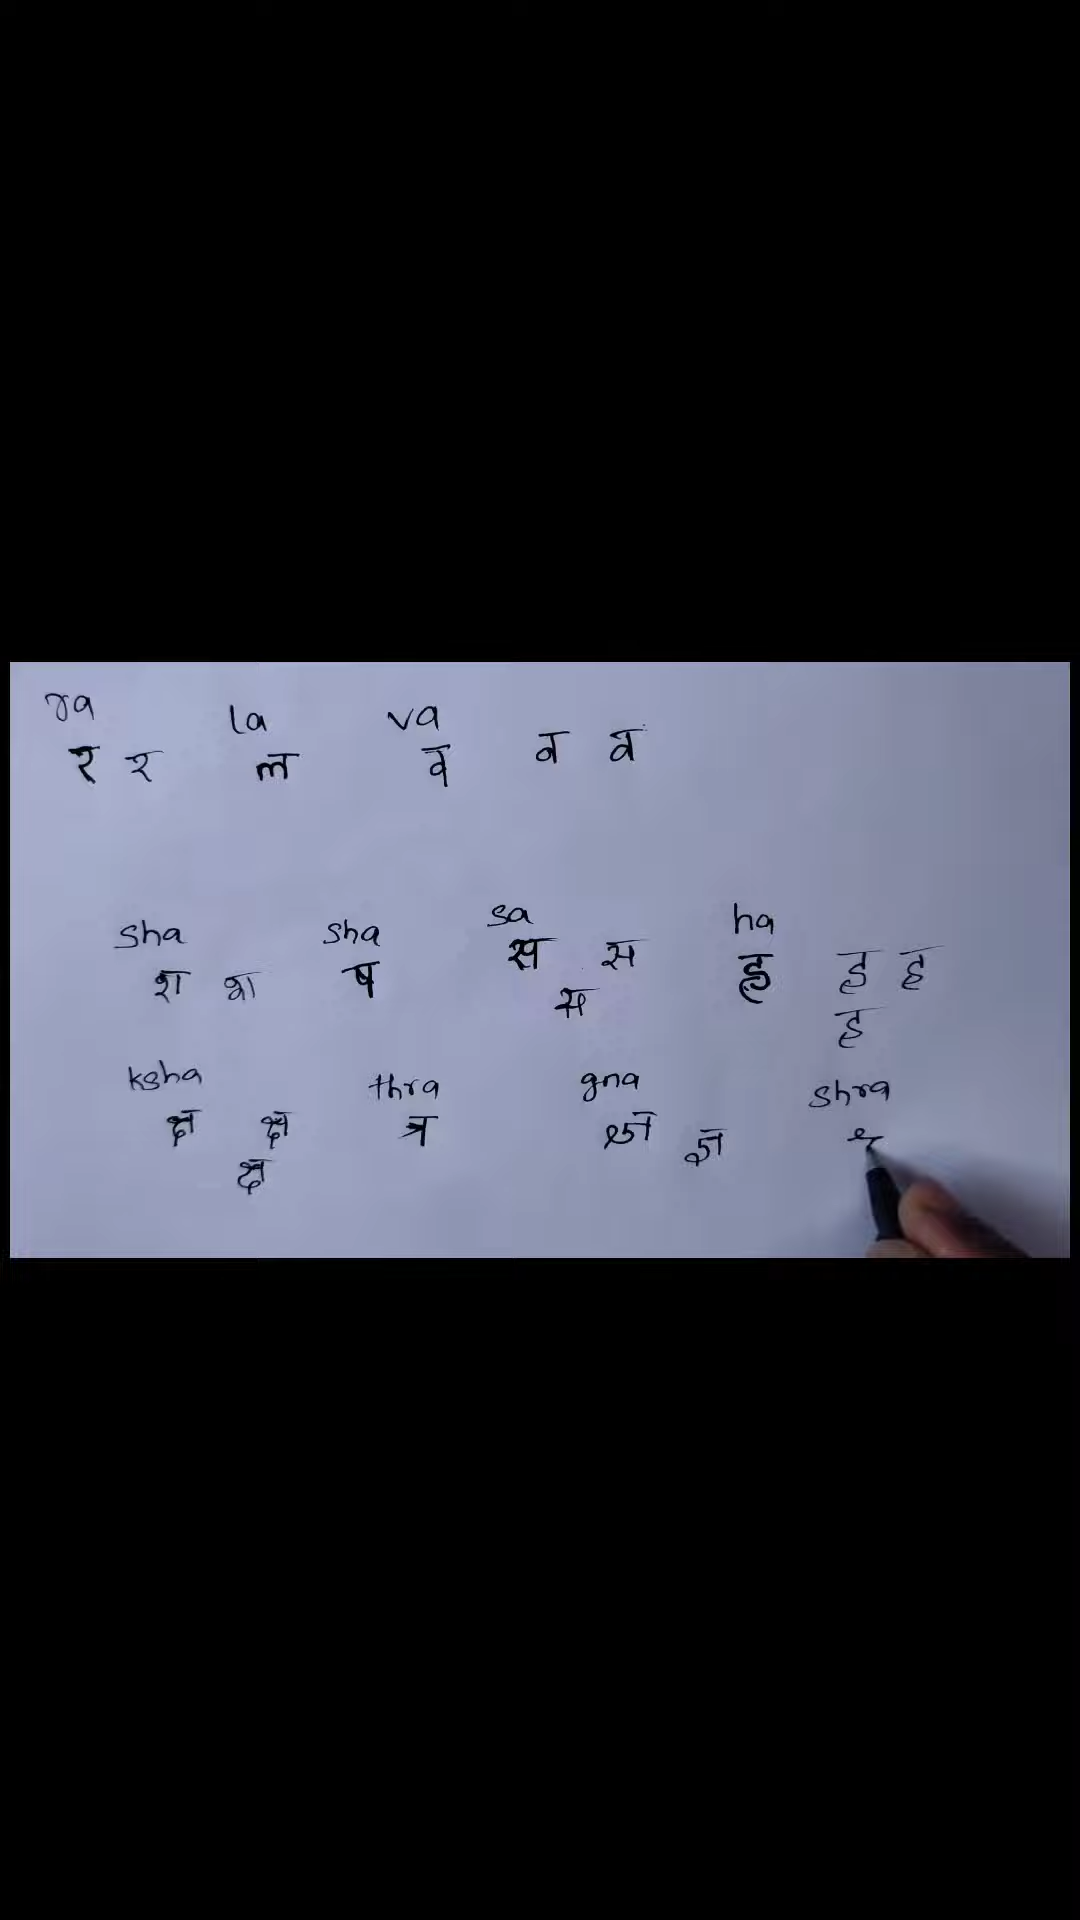 ra la va
र र ल व व व
sha sha sa ha
श श ष स स ह ह ह
स ह
ksha thra gna shra
क्ष क्ष त्र ज्ञ ज्ञ
क्ष